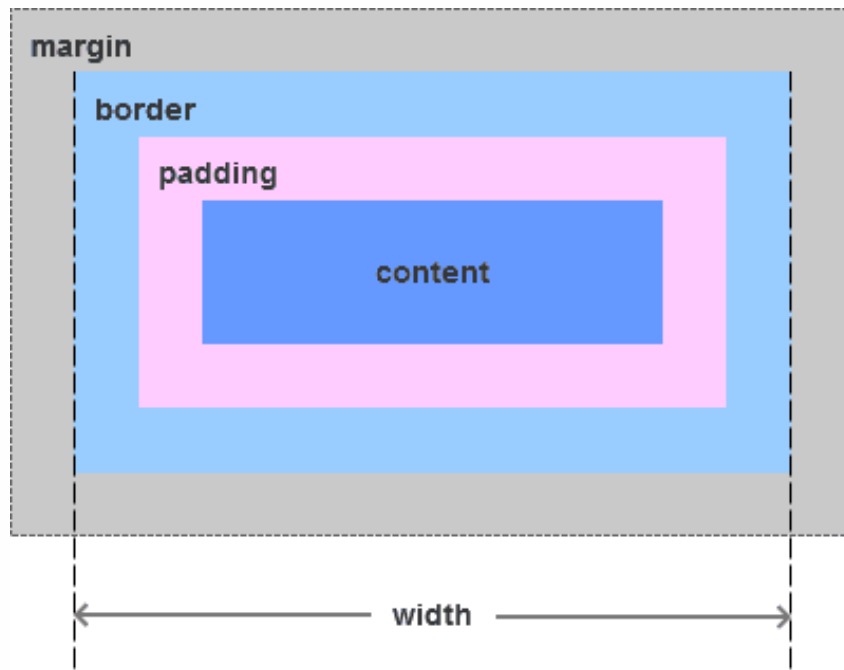 margin
border
padding
content
width